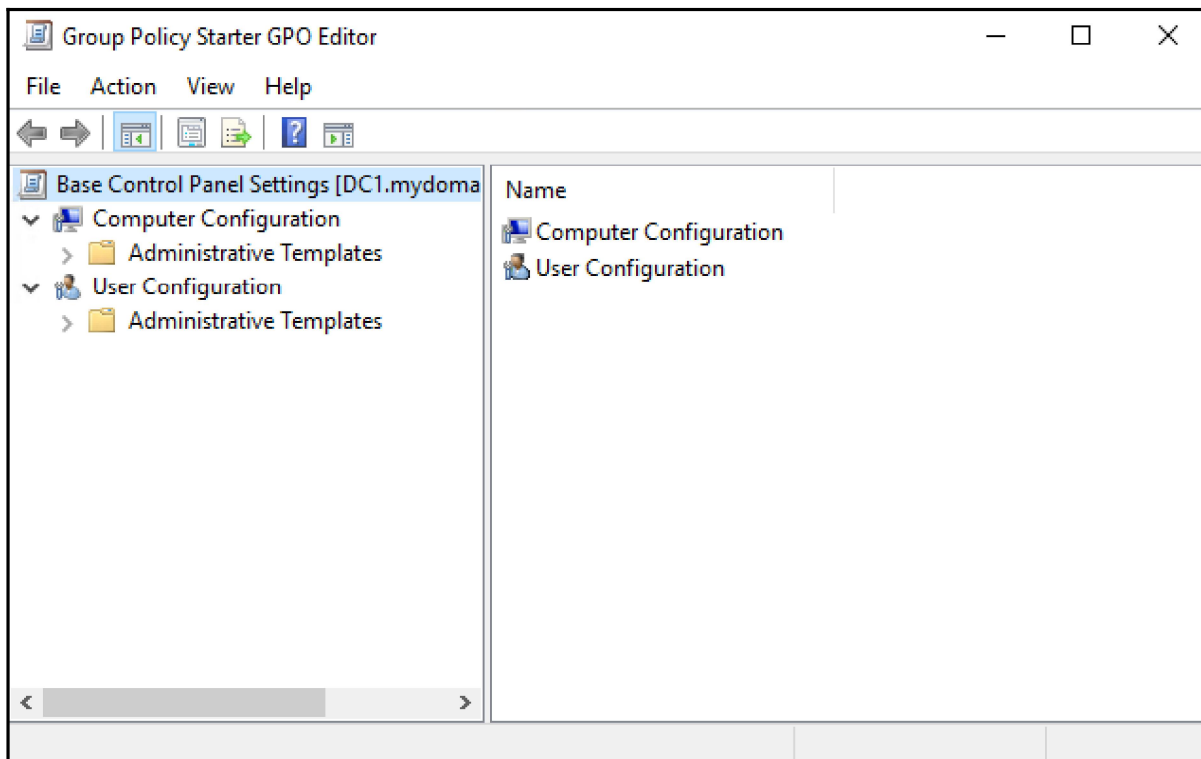 Group Policy Starter GPO Editor
File Action View Help
Base Control Panel Settings [DC1.mydoma
Computer Configuration
Administrative Templates
User Configuration
Administrative Templates
Name
Computer Configuration
User Configuration